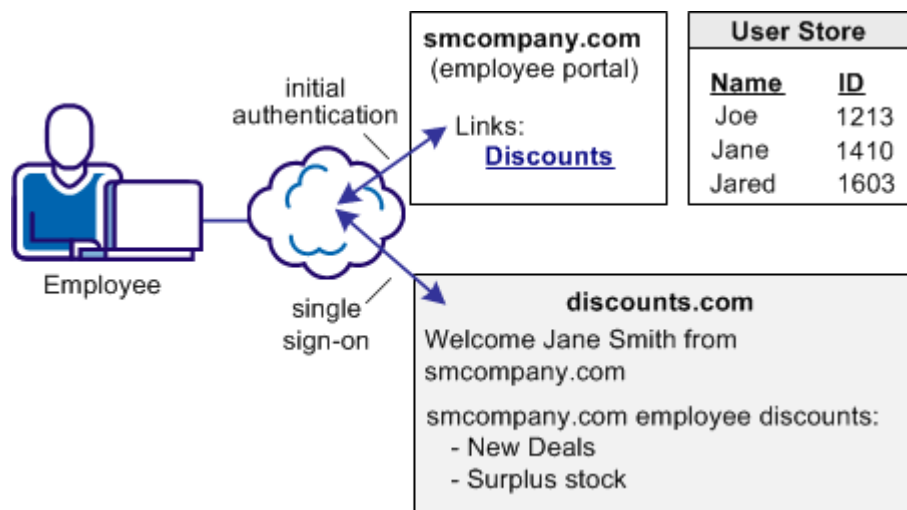 smcompany.com
(employee portal)
Links:
Discounts
User Store
Name ID
Joe 1213
Jane 1410
Jared 1603
initial
authentication
Employee
single
sign-on
discounts.com
Welcome Jane Smith from
smcompany.com
smcompany.com employee discounts:
- New Deals
- Surplus stock